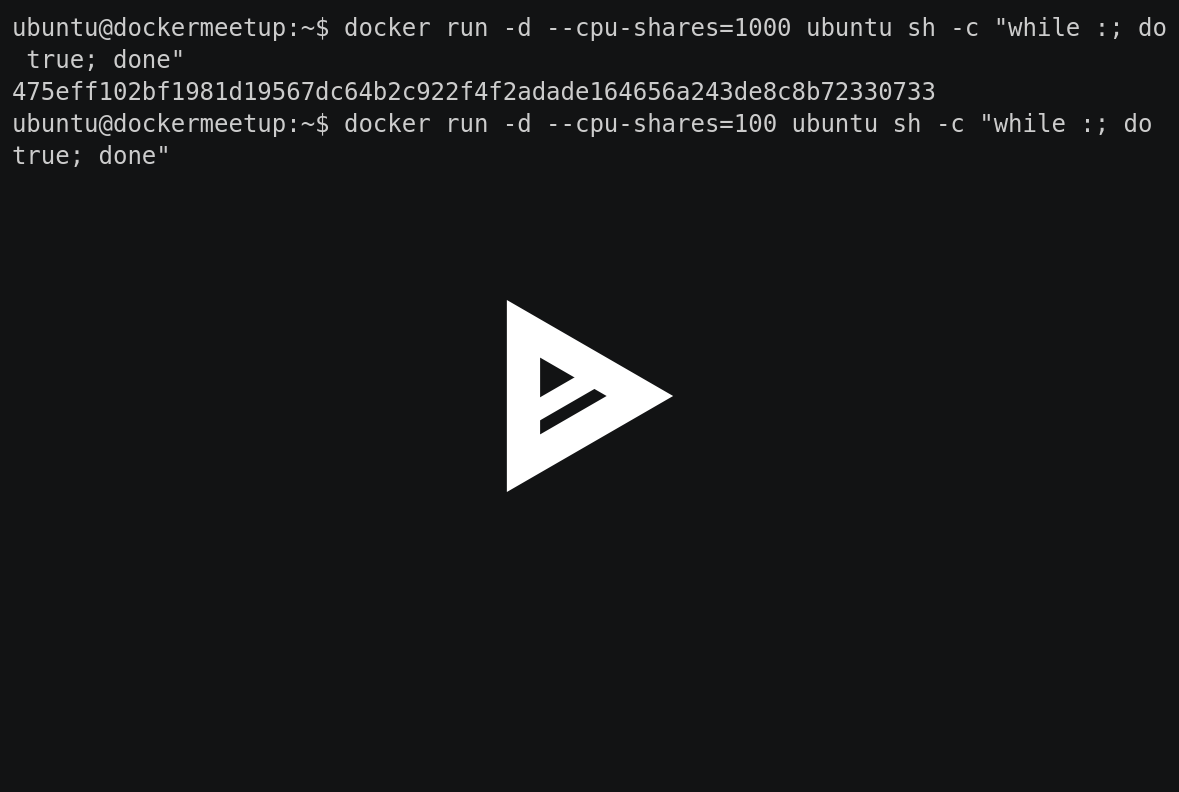 ubuntu@dockermeetup:~$ docker run -d --cpu-shares=1000 ubuntu sh -c "while :; do
 true; done"
475eff102bf1981d19567dc64b2c922f4f2adade164656a243de8c8b72330733
ubuntu@dockermeetup:~$ docker run -d --cpu-shares=100 ubuntu sh -c "while :; do
true; done"